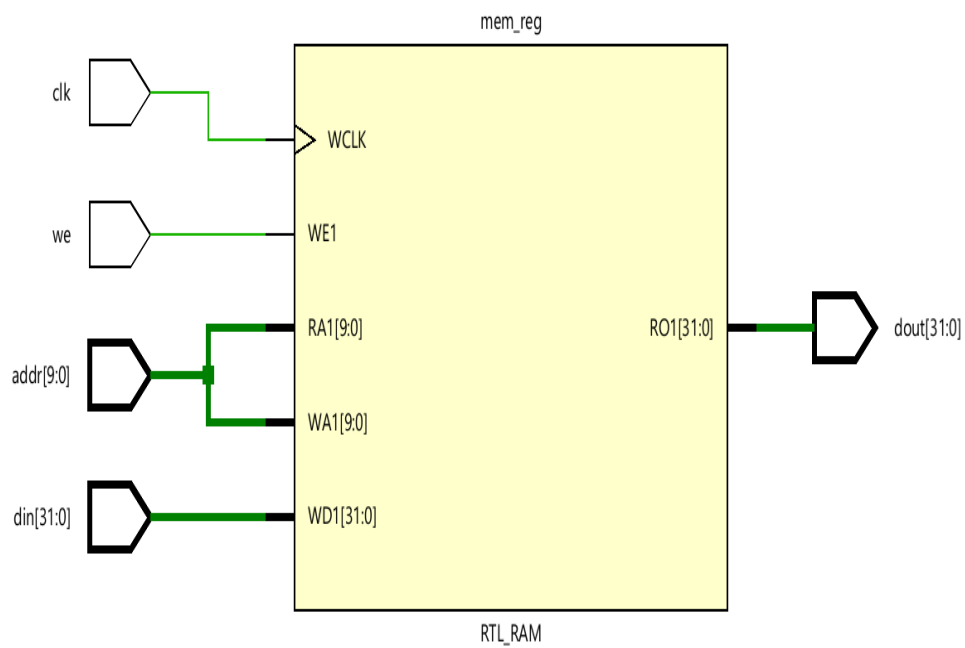 mem_reg
clk
WCLK
we
WE1
addr[9:0]
RA1[9:0]
WA1[9:0]
RO1[31:0]
dout[31:0]
din[31:0]
WD1[31:0]
RTL_RAM